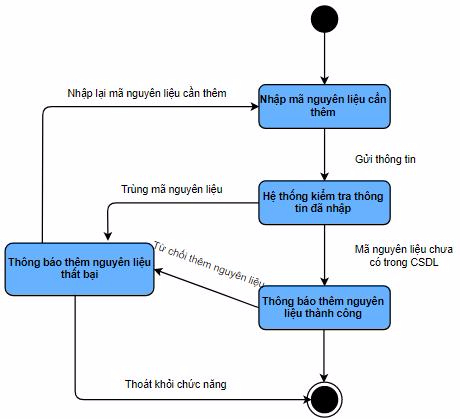 Nhập lại mã nguyên liệu cần thêm
Nhập mã nguyên liệu cần
thêm
Gửi thông tin
Trùng mã nguyên liệu
Hệ thống kiểm tra thông
tin đã nhập
Từ chối thêm nguyên liệu
Mã nguyên liệu chưa
có trong CSDL
Thông báo thêm nguyên liệu
thất bại
Thông báo thêm nguyên
liệu thành công
Thoát khỏi chức năng